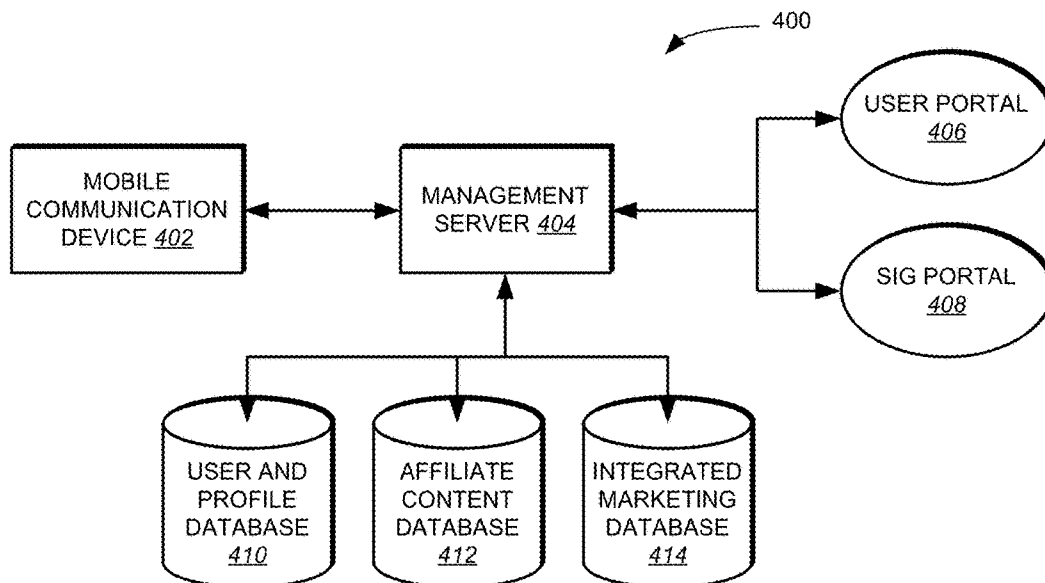 400
USER PORTAL
406
MOBILE
COMMUNICATION
DEVICE 402
MANAGEMENT
SERVER 404
SIG PORTAL
408
USER AND
PROFILE
DATABASE
410
AFFILIATE
CONTENT
DATABASE
412
INTEGRATED
MARKETING
DATABASE
414